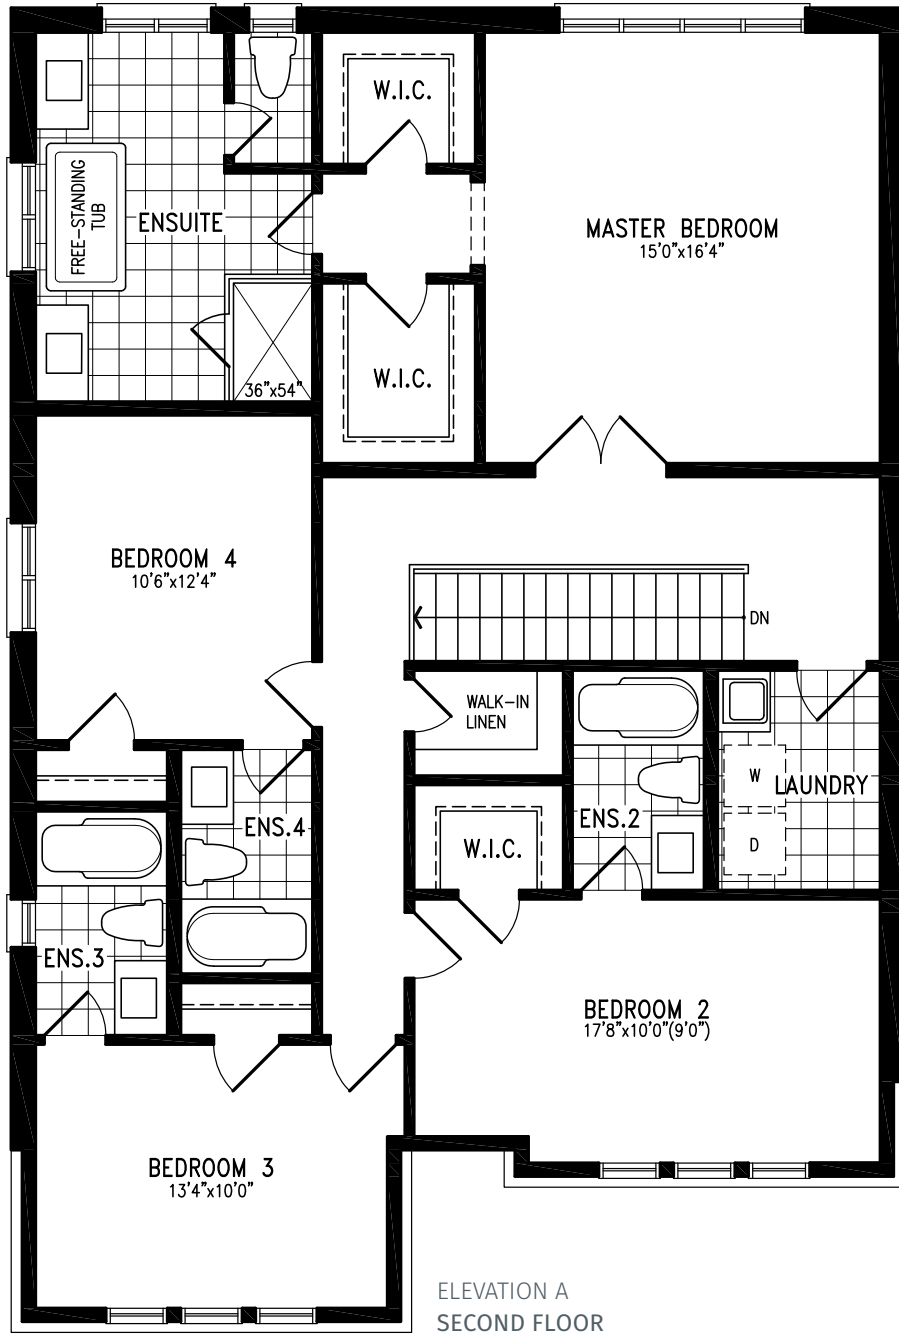 W.I.C.
FREE-STANDING
TUB
ENSUITE
MASTER BEDROOM
15'0"x16'4"
36"x54"
W.I.C.
BEDROOM 4
10'6"x12'4"
DN
WALK-IN
LINEN
W
LAUNDRY
ENS.4
ENS.2
D
W.I.C.
ENS.3
BEDROOM 2
17'8"x10'0"(9'0")
BEDROOM 3
13'4"x10'0"
ELEVATION A
SECOND FLOOR